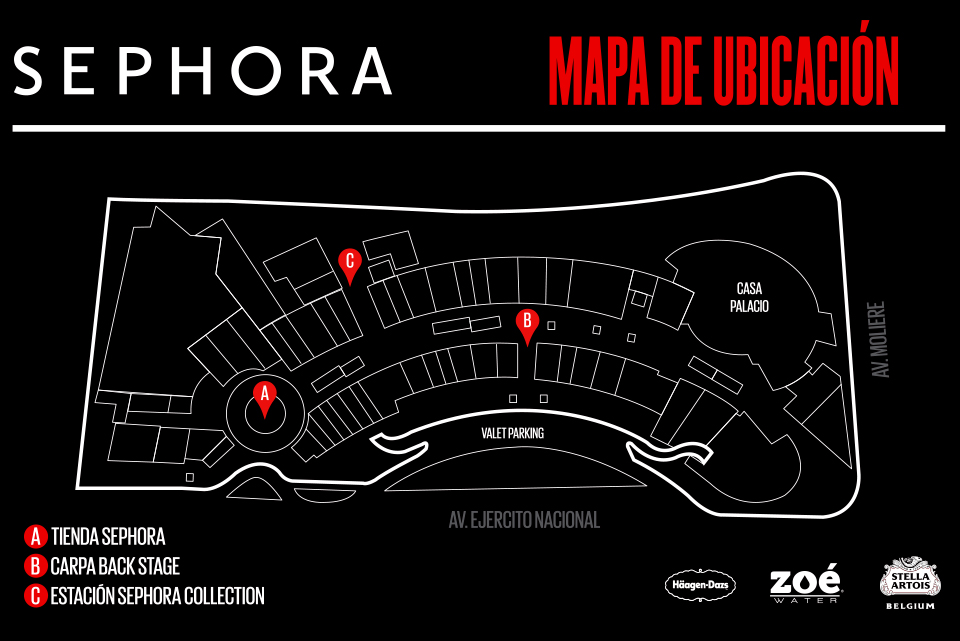 SEPHORA
MAPA DE UBICACIÓN
C
CASA
PALACIO
B
AV. MOLIERE
A
VALET PARKING
AV. EJERCITO NACIONAL
A TIENDA SEPHORA
B CARPA BACK STAGE
C ESTACIÓN SEPHORA COLLECTION
Häagen-Dazs
zoé
WATER
STELLA
ARTOIS
BELGIUM